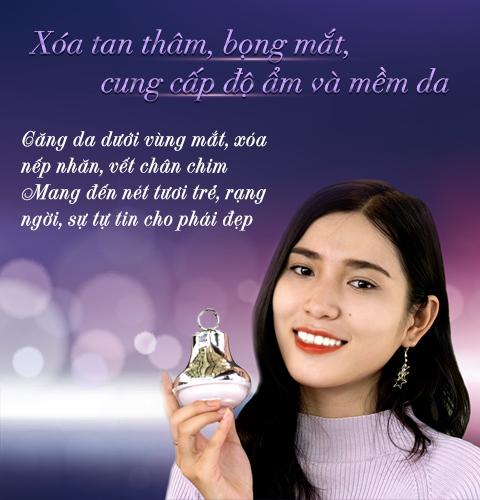 Xóa tan thâm, bọng mắt,
cung cấp độ ẩm và mềm da
Căng da dưới vùng mắt, xóa
nếp nhăn, vết chân chim
Mang đến nét tươi trẻ, rạng
ngời, sự tự tin cho phái đẹp